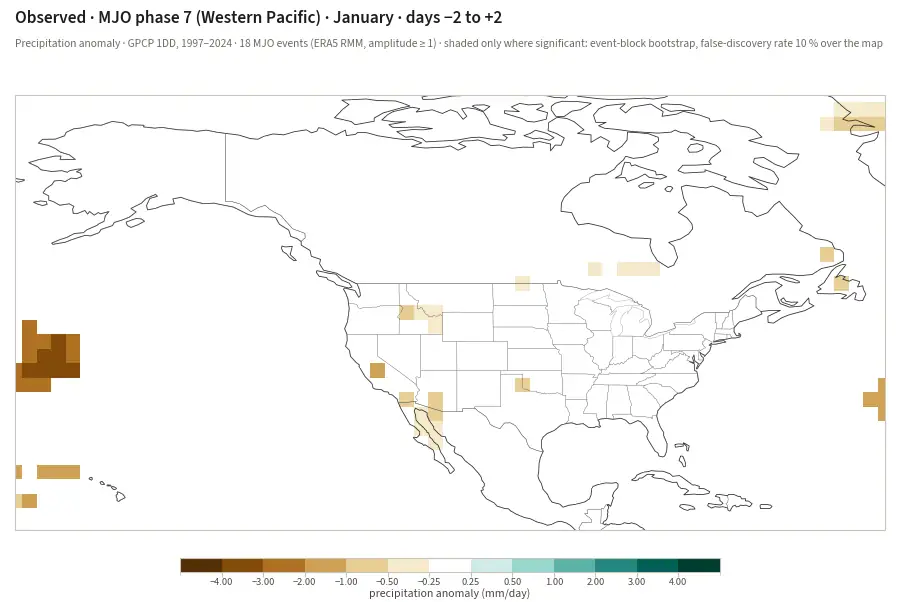 Observed · MJO phase 7 (Western Pacific) · January · days −2 to +2
Precipitation anomaly · GPCP 1DD, 1997–2024 · 18 MJO events (ERA5 RMM, amplitude ≥ 1) · shaded only where significant: event-block bootstrap, false-discovery rate 10 % over the map
−4.00 −3.00 −2.00 −1.00 −0.50 −0.25 0.25 0.50 1.00 2.00 3.00 4.00
precipitation anomaly (mm/day)